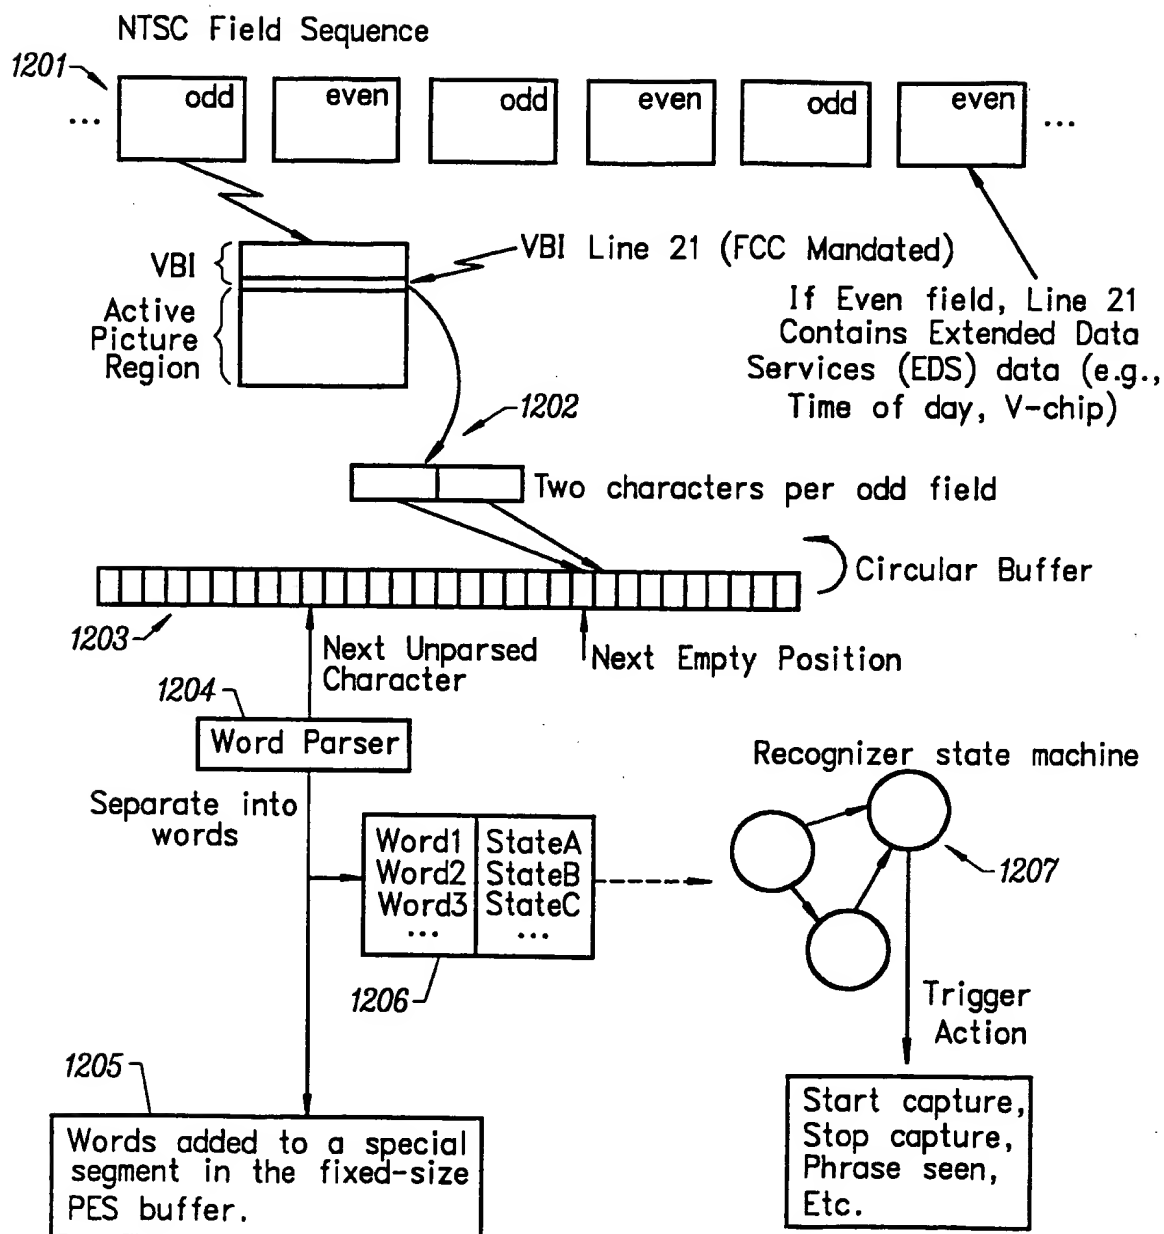 NTSC Field Sequence
1201
... odd even odd even odd even ...
VBI
VBI Line 21 (FCC Mandated)
Active
Picture
Region
If Even field, Line 21
Contains Extended Data
Services (EDS) data (e.g.,
Time of day, V-chip)
1202
Two characters per odd field
Circular Buffer
1203
Next Unparsed
Character
Next Empty Position
1204
Word Parser
Recognizer state machine
Separate into
words
Word1 StateA
Word2 StateB
Word3 StateC
... ...
1206
1207
Trigger
Action
1205
Words added to a special
segment in the fixed-size
PES buffer.
Start capture,
Stop capture,
Phrase seen,
Etc.